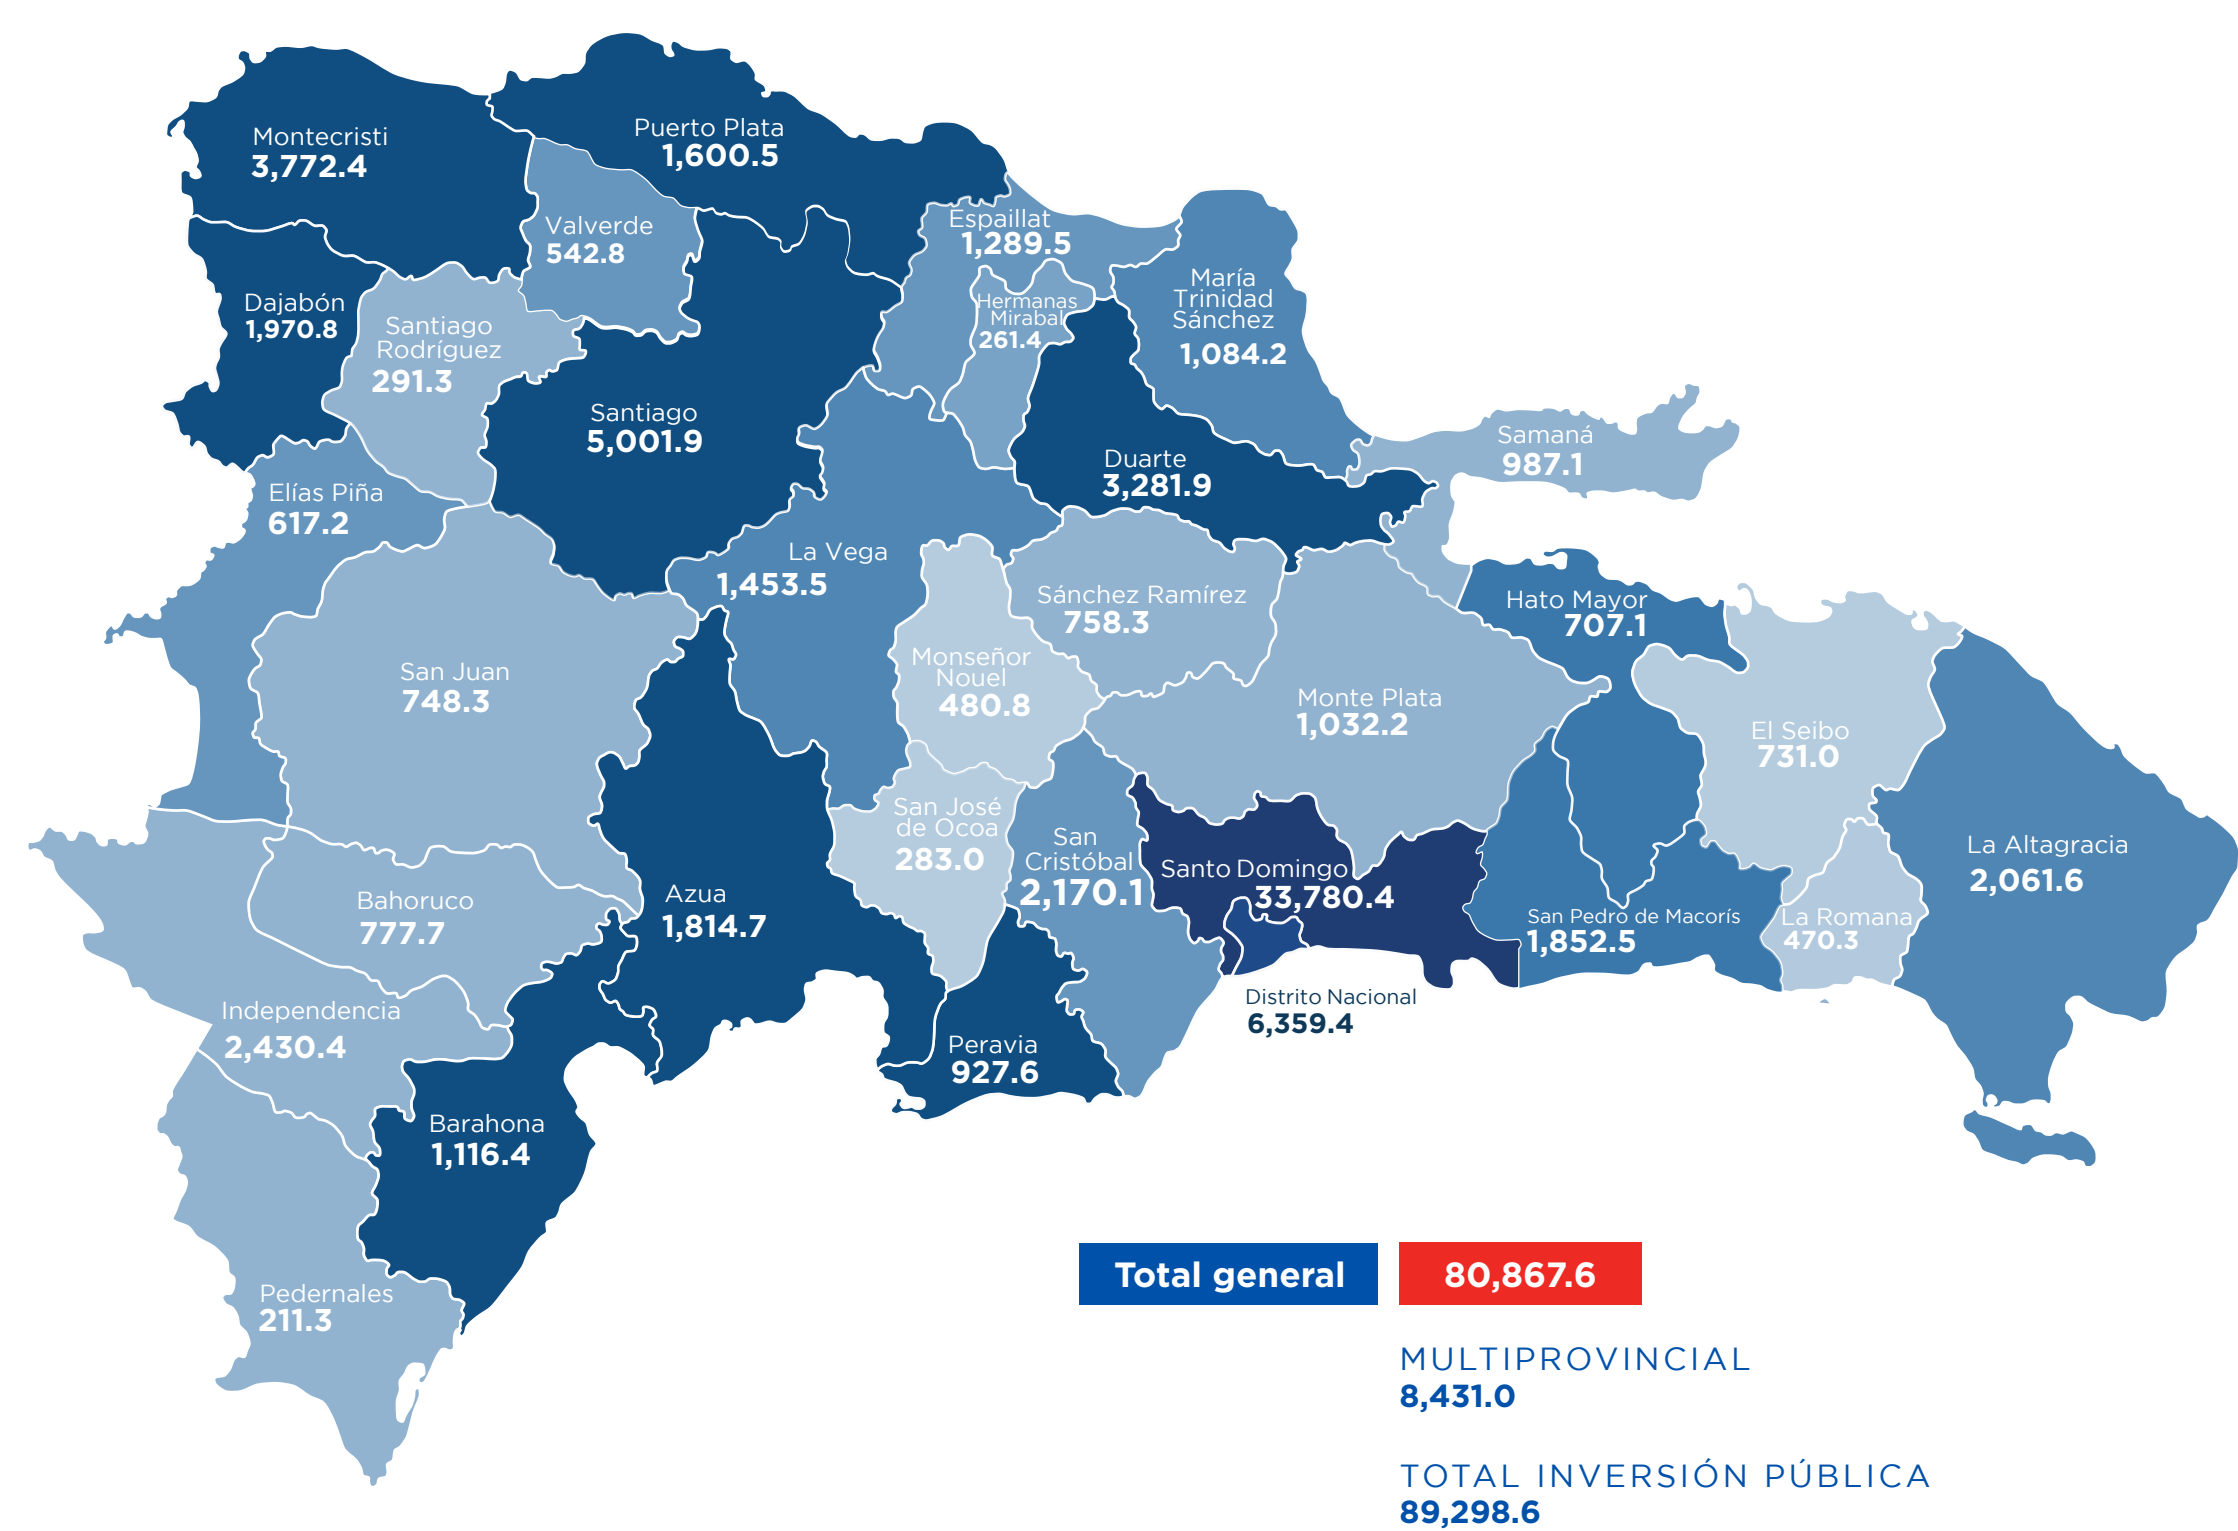 Montecristi
3,772.4
Puerto Plata
1,600.5
Valverde
542.8
Espaillat
1,289.5
Dajabón
1,970.8
Santiago
Rodríguez
291.3
Hermanas
Mirabal
261.4
María
Trinidad
Sánchez
1,084.2
Santiago
5,001.9
Duarte
3,281.9
Samaná
987.1
Elías Piña
617.2
La Vega
1,453.5
Sánchez Ramírez
758.3
Hato Mayor
707.1
San Juan
748.3
Monseñor
Nouel
480.8
Monte Plata
1,032.2
El Seibo
731.0
San José
de Ocoa
283.0
San
Cristóbal
2,170.1
Santo Domingo
33,780.4
La Altagracia
2,061.6
Bahoruco
777.7
Azua
1,814.7
San Pedro de Macorís
1,852.5
La Romana
470.3
Independencia
2,430.4
Peravia
927.6
Distrito Nacional
6,359.4
Barahona
1,116.4
Pedernales
211.3
Total general
80,867.6
MULTIPROVINCIAL
8,431.0
TOTAL INVERSIÓN PÚBLICA
89,298.6